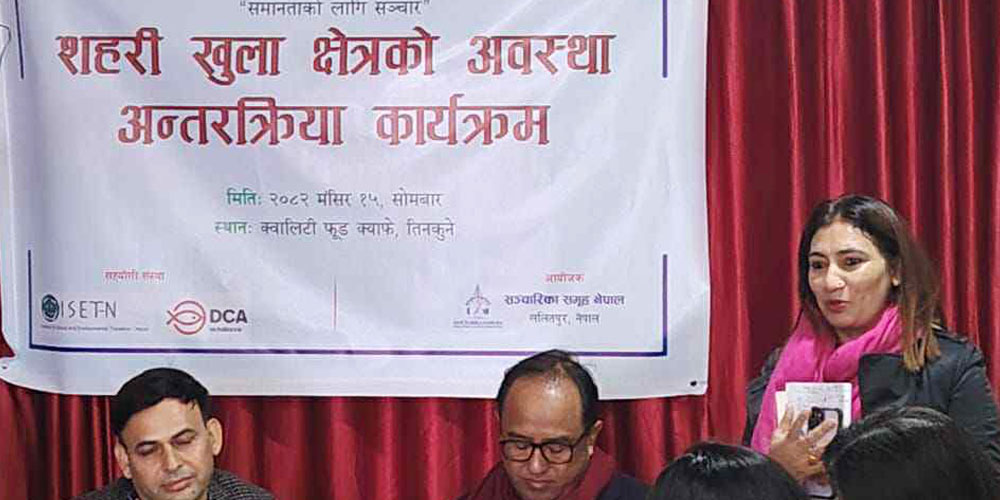 "समानताको लागि सञ्चार"
शहरी खुला क्षेत्रको अवस्था
अन्तरक्रिया कार्यक्रम
मितिः २०८२ मंसिर १५, सोमबार
स्थानः क्वालिटी फूड क्याफे, तिनकुने
सहयोगी संस्था
ISET-N
DCA
आयोजक
सञ्चारिका समूह नेपाल
ललितपुर, नेपाल